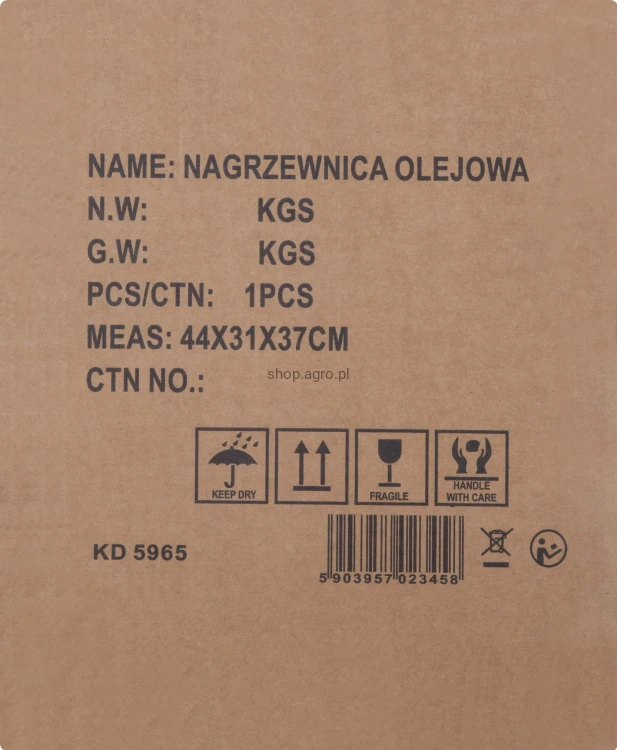 NAME: NAGRZEWNICA OLEJOWA
N.W: KGS
G.W: KGS
PCS/CTN: 1PCS
MEAS: 44X31X37CM
CTN NO.:
shop.agro.pl
KEEP DRY
FRAGILE
HANDLE
WITH CARE
KD 5965
5 903957 023458